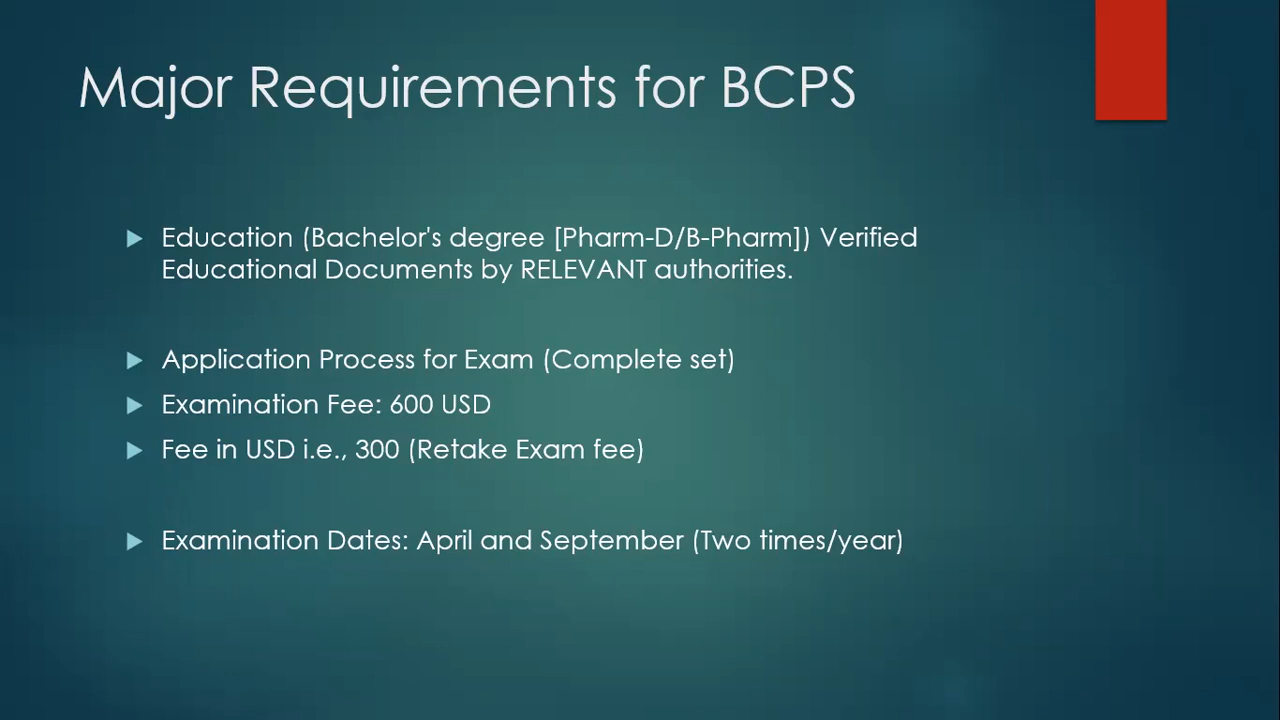 Major Requirements for BCPS
Education (Bachelor's degree [Pharm-D/B-Pharm]) Verified
Educational Documents by RELEVANT authorities.
Application Process for Exam (Complete set)
Examination Fee: 600 USD
Fee in USD i.e., 300 (Retake Exam fee)
Examination Dates: April and September (Two times/year)